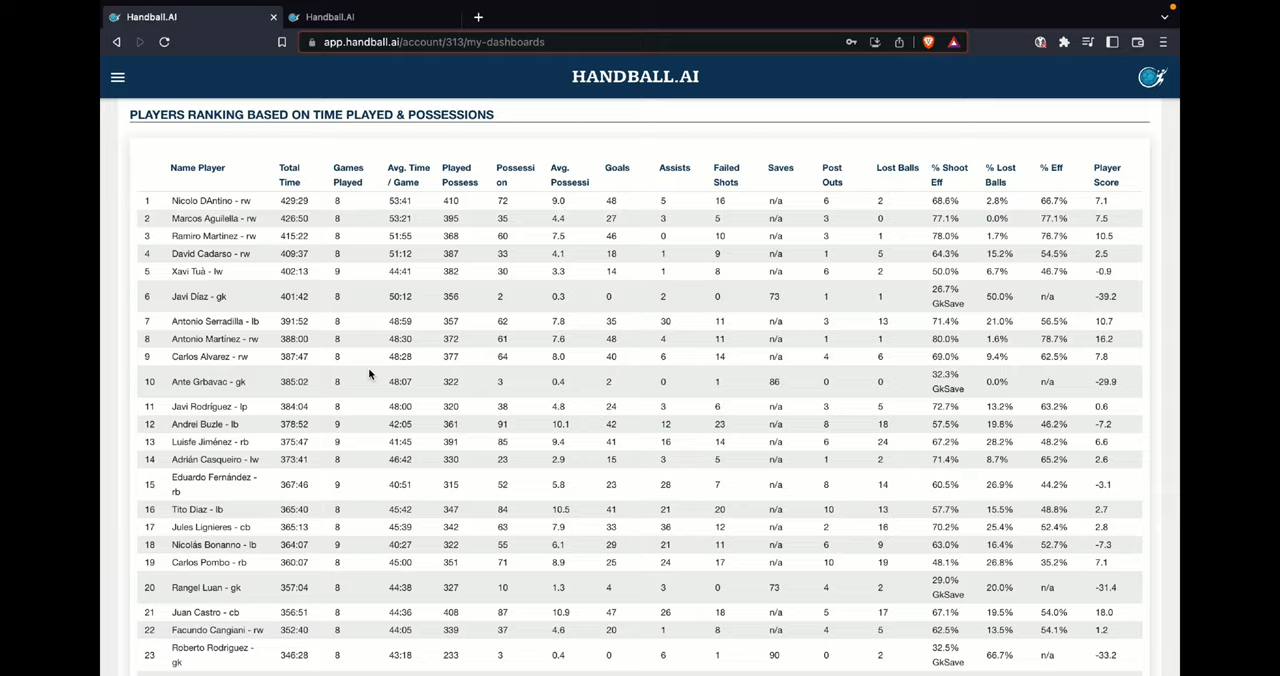 Handball.AI
Handball.AI
app.handball.ai/account/313/my-dashboards
HANDBALL.AI
PLAYERS RANKING BASED ON TIME PLAYED & POSSESSIONS
Name Player Total Time Games Played Avg. Time / Game Played Possess Possessi on Avg. Possessi Goals Assists Failed Shots Saves Post Outs Lost Balls % Shoot Eff % Lost Balls % Eff Player Score
1 Nicolo DAntino - rw 429:29 8 53:41 410 72 9.0 48 5 16 n/a 6 2 68.6% 2.8% 66.7% 7.1
2 Marcos Aguilella - rw 426:50 8 53:21 395 35 4.4 27 3 5 n/a 3 0 77.1% 0.0% 77.1% 7.5
3 Ramiro Martinez - rw 415:22 8 51:55 368 60 7.5 46 0 10 n/a 3 1 78.0% 1.7% 76.7% 10.5
4 David Cadarso - rw 409:37 8 51:12 387 33 4.1 18 1 9 n/a 1 5 64.3% 15.2% 54.5% 2.5
5 Xavi Tuà - lw 402:13 9 44:41 382 30 3.3 14 1 8 n/a 6 2 50.0% 6.7% 46.7% -0.9
6 Javi Díaz - gk 401:42 8 50:12 356 2 0.3 0 2 0 73 1 1 26.7% GkSave 50.0% n/a -39.2
7 Antonio Serradilla - lb 391:52 8 48:59 357 62 7.8 35 30 11 n/a 3 13 71.4% 21.0% 56.5% 10.7
8 Antonio Martínez - rw 388:00 8 48:30 372 61 7.6 48 4 11 n/a 1 1 80.0% 1.6% 78.7% 16.2
9 Carlos Alvarez - rw 387:47 8 48:28 377 64 8.0 40 6 14 n/a 4 6 69.0% 9.4% 62.5% 7.8
10 Ante Grbavac - gk 385:02 8 48:07 322 3 0.4 2 0 1 86 0 0 32.3% GkSave 0.0% n/a -29.9
11 Javi Rodríguez - lp 384:04 8 48:00 320 38 4.8 24 3 6 n/a 3 5 72.7% 13.2% 63.2% 0.6
12 Andrei Buzle - lb 378:52 9 42:05 361 91 10.1 42 12 23 n/a 8 18 57.5% 19.8% 46.2% -7.2
13 Luisfe Jiménez - rb 375:47 9 41:45 391 85 9.4 41 16 14 n/a 6 24 67.2% 28.2% 48.2% 6.6
14 Adrián Casqueiro - lw 373:41 8 46:42 330 23 2.9 15 3 5 n/a 1 2 71.4% 8.7% 65.2% 2.6
15 Eduardo Fernández - rb 367:46 9 40:51 315 52 5.8 23 28 7 n/a 8 14 60.5% 26.9% 44.2% -3.1
16 Tito Diaz - lb 365:40 8 45:42 347 84 10.5 41 21 20 n/a 10 13 57.7% 15.5% 48.8% 2.7
17 Jules Lignieres - cb 365:13 8 45:39 342 63 7.9 33 36 12 n/a 2 16 70.2% 25.4% 52.4% 2.8
18 Nicolás Bonanno - lb 364:07 9 40:27 322 55 6.1 29 21 11 n/a 6 9 63.0% 16.4% 52.7% -7.3
19 Carlos Pombo - rb 360:07 8 45:00 351 71 8.9 25 24 17 n/a 10 19 48.1% 26.8% 35.2% 7.1
20 Rangel Luan - gk 357:04 8 44:38 327 10 1.3 4 3 0 73 4 2 29.0% GkSave 20.0% n/a -31.4
21 Juan Castro - cb 356:51 8 44:36 408 87 10.9 47 26 18 n/a 5 17 67.1% 19.5% 54.0% 18.0
22 Facundo Cangiani - rw 352:40 8 44:05 339 37 4.6 20 1 8 n/a 4 5 62.5% 13.5% 54.1% 1.2
23 Roberto Rodriguez - gk 346:28 8 43:18 233 3 0.4 0 6 1 90 0 2 32.5% GkSave 66.7% n/a -33.2